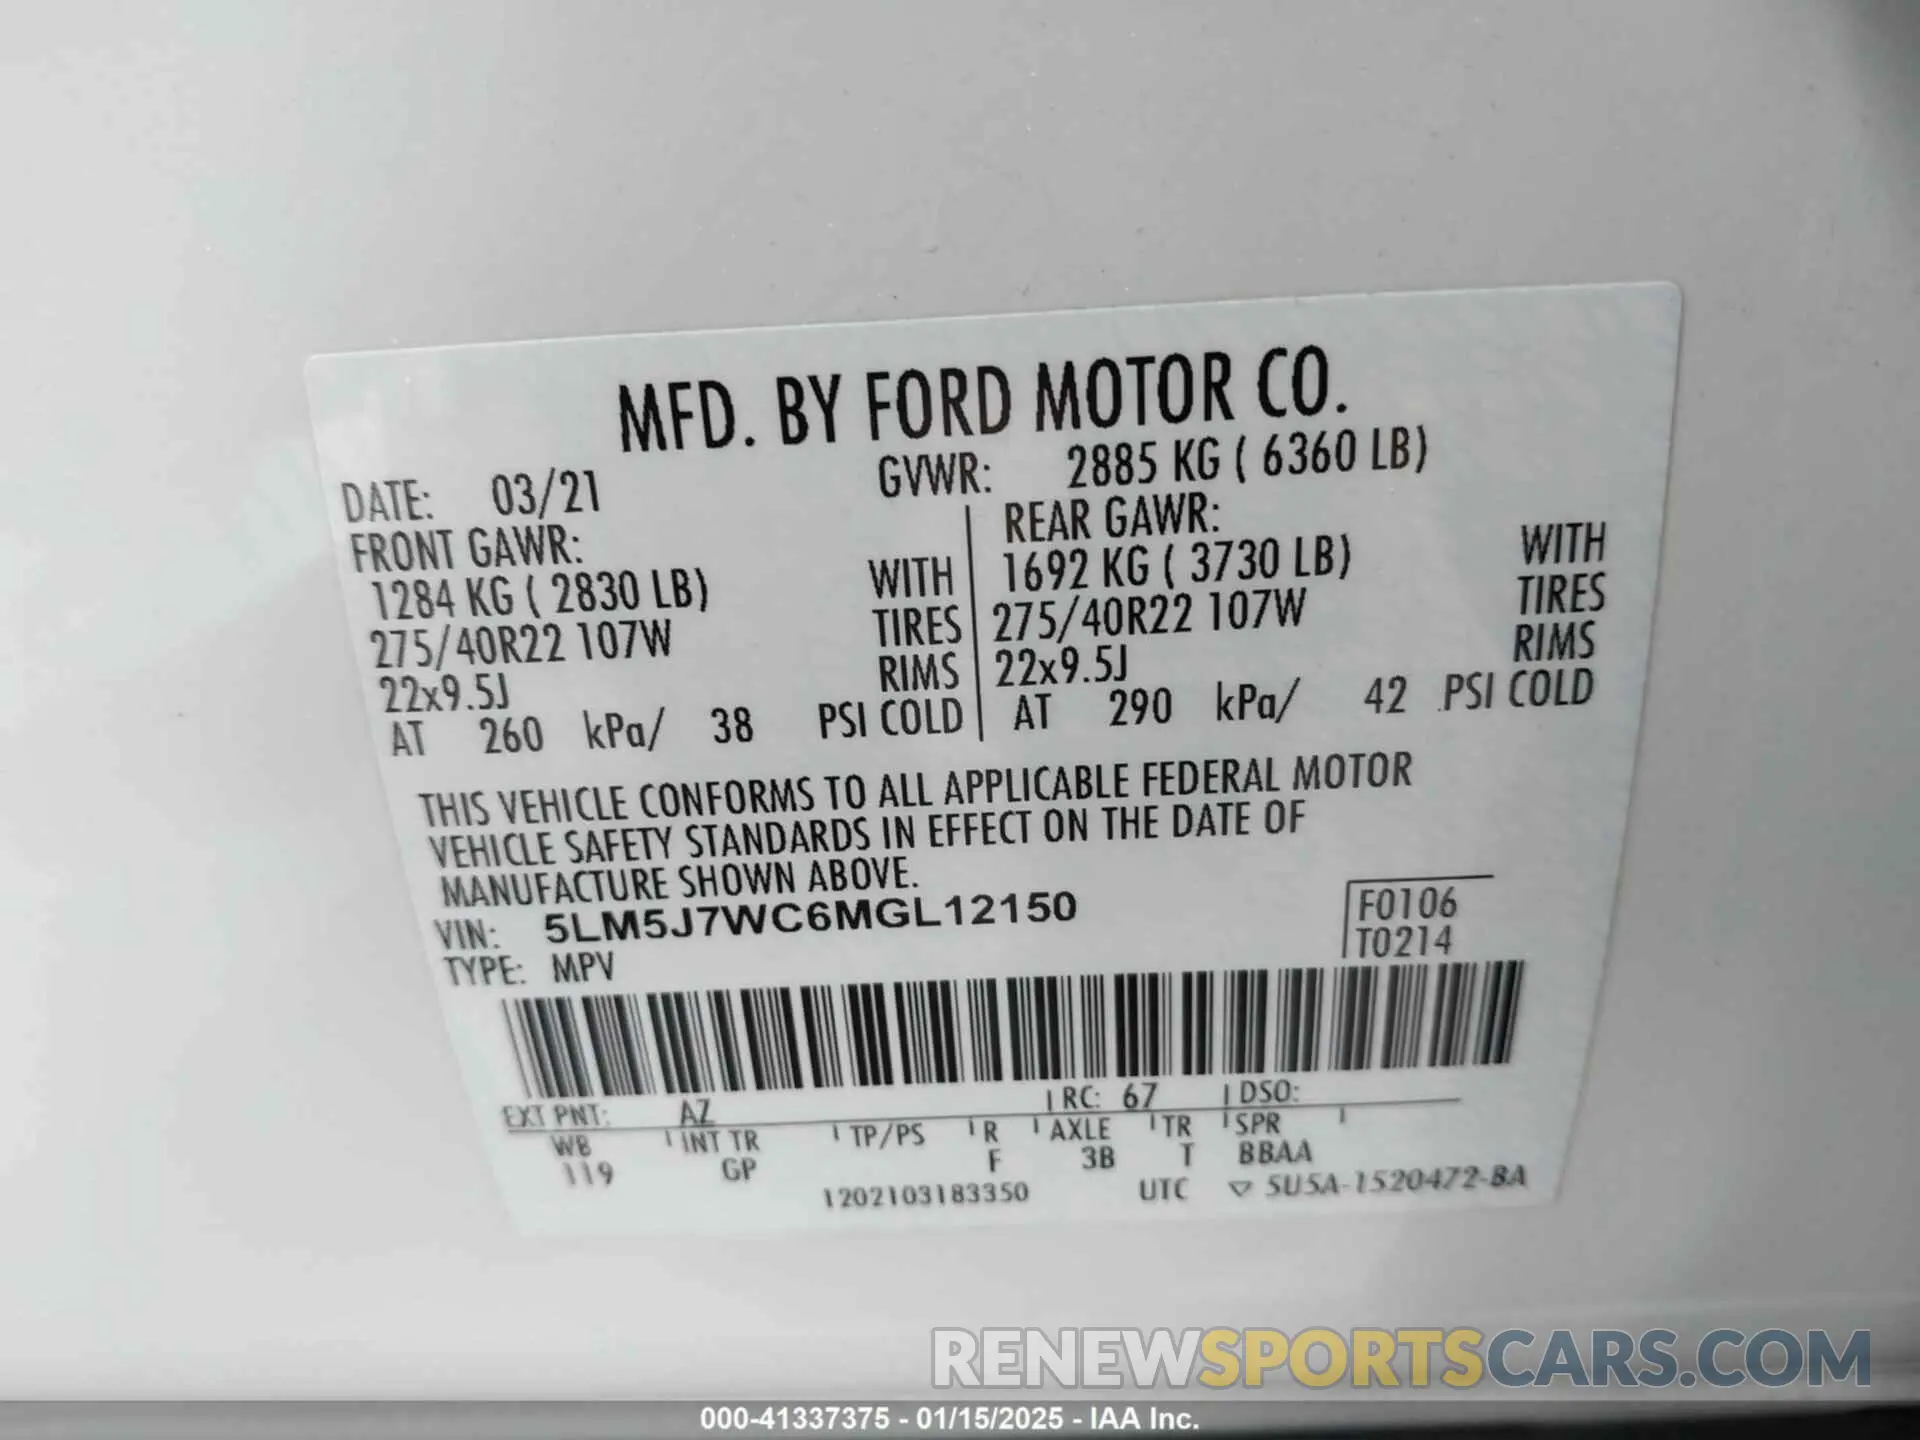 MFD. BY FORD MOTOR CO.
DATE: 03/21 GVWR: 2885 KG ( 6360 LB)
FRONT GAWR: REAR GAWR:
1284 KG ( 2830 LB) WITH 1692 KG ( 3730 LB) WITH
275/40R22 107W TIRES 275/40R22 107W TIRES
22x9.5J RIMS 22x9.5J RIMS
AT 260 kPa/ 38 PSI COLD AT 290 kPa/ 42 PSI COLD
THIS VEHICLE CONFORMS TO ALL APPLICABLE FEDERAL MOTOR
VEHICLE SAFETY STANDARDS IN EFFECT ON THE DATE OF
MANUFACTURE SHOWN ABOVE.
VIN: 5LM5J7WC6MGL12150 F0106
TYPE: MPV T0214
EXT PNT: AZ RC: 67 DSO:
WB INT TR TP/PS R AXLE TR SPR
119 GP F 3B T BBAA
1202103183350 UTC ▽ 5U5A-1520472-BA
RENEWSPORTSCARS.COM
000-41337375 - 01/15/2025 - IAA Inc.